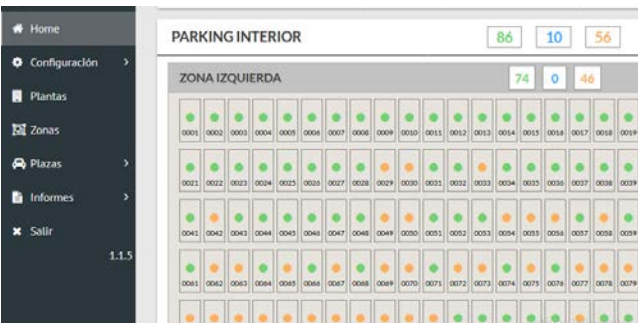 Home
Configuración
Plantas
Zonas
Plazas
Informes
Salir
1.1.5
PARKING INTERIOR 86 10 56
ZONA IZQUIERDA 74 0 46
0001 0002 0003 0004 0005 0006 0007 0008 0009 0010 0011 0012 0013 0014 0015 0016 0017 0018 0019
0021 0022 0023 0024 0025 0026 0027 0028 0029 0030 0031 0032 0033 0034 0035 0036 0037 0038 0039
0041 0042 0043 0044 0045 0046 0047 0048 0049 0050 0051 0052 0053 0054 0055 0056 0057 0058 0059
0061 0062 0063 0064 0065 0066 0067 0068 0069 0070 0071 0072 0073 0074 0075 0076 0077 0078 0079